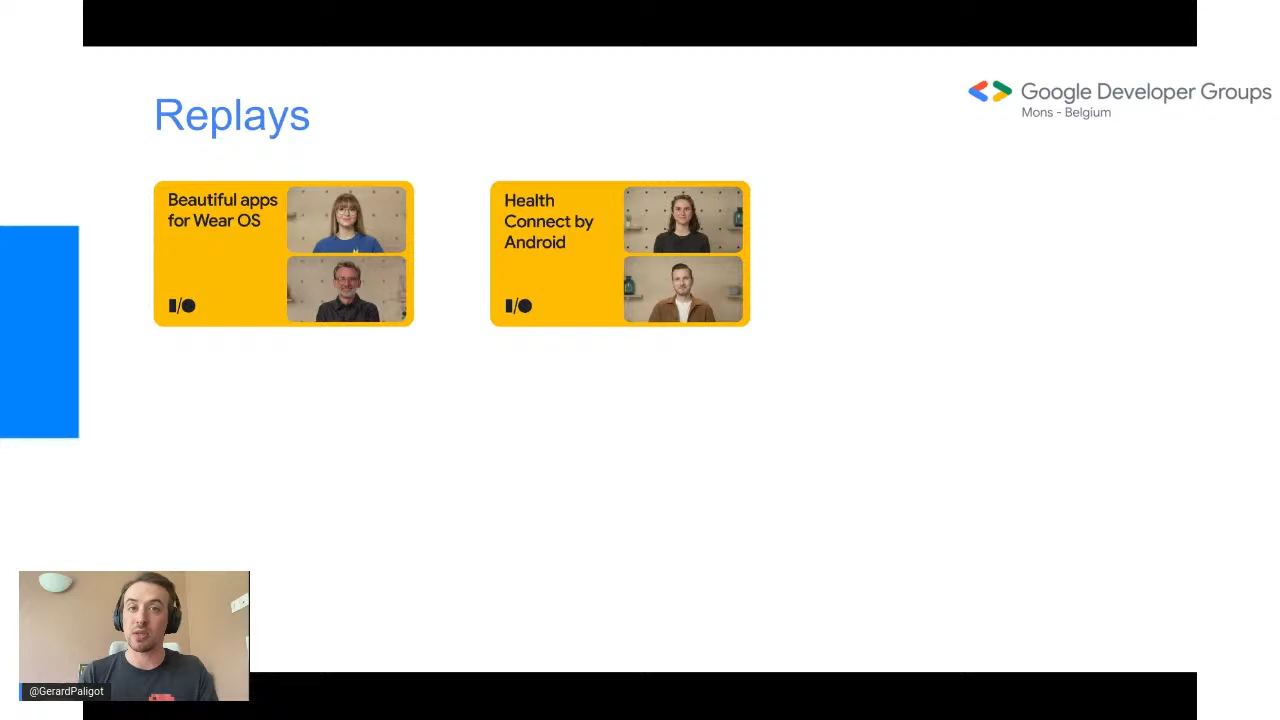 Replays
Google Developer Groups
Mons - Belgium
Beautiful apps
for Wear OS
I/O
Health
Connect by
Android
I/O
@GerardPaligot